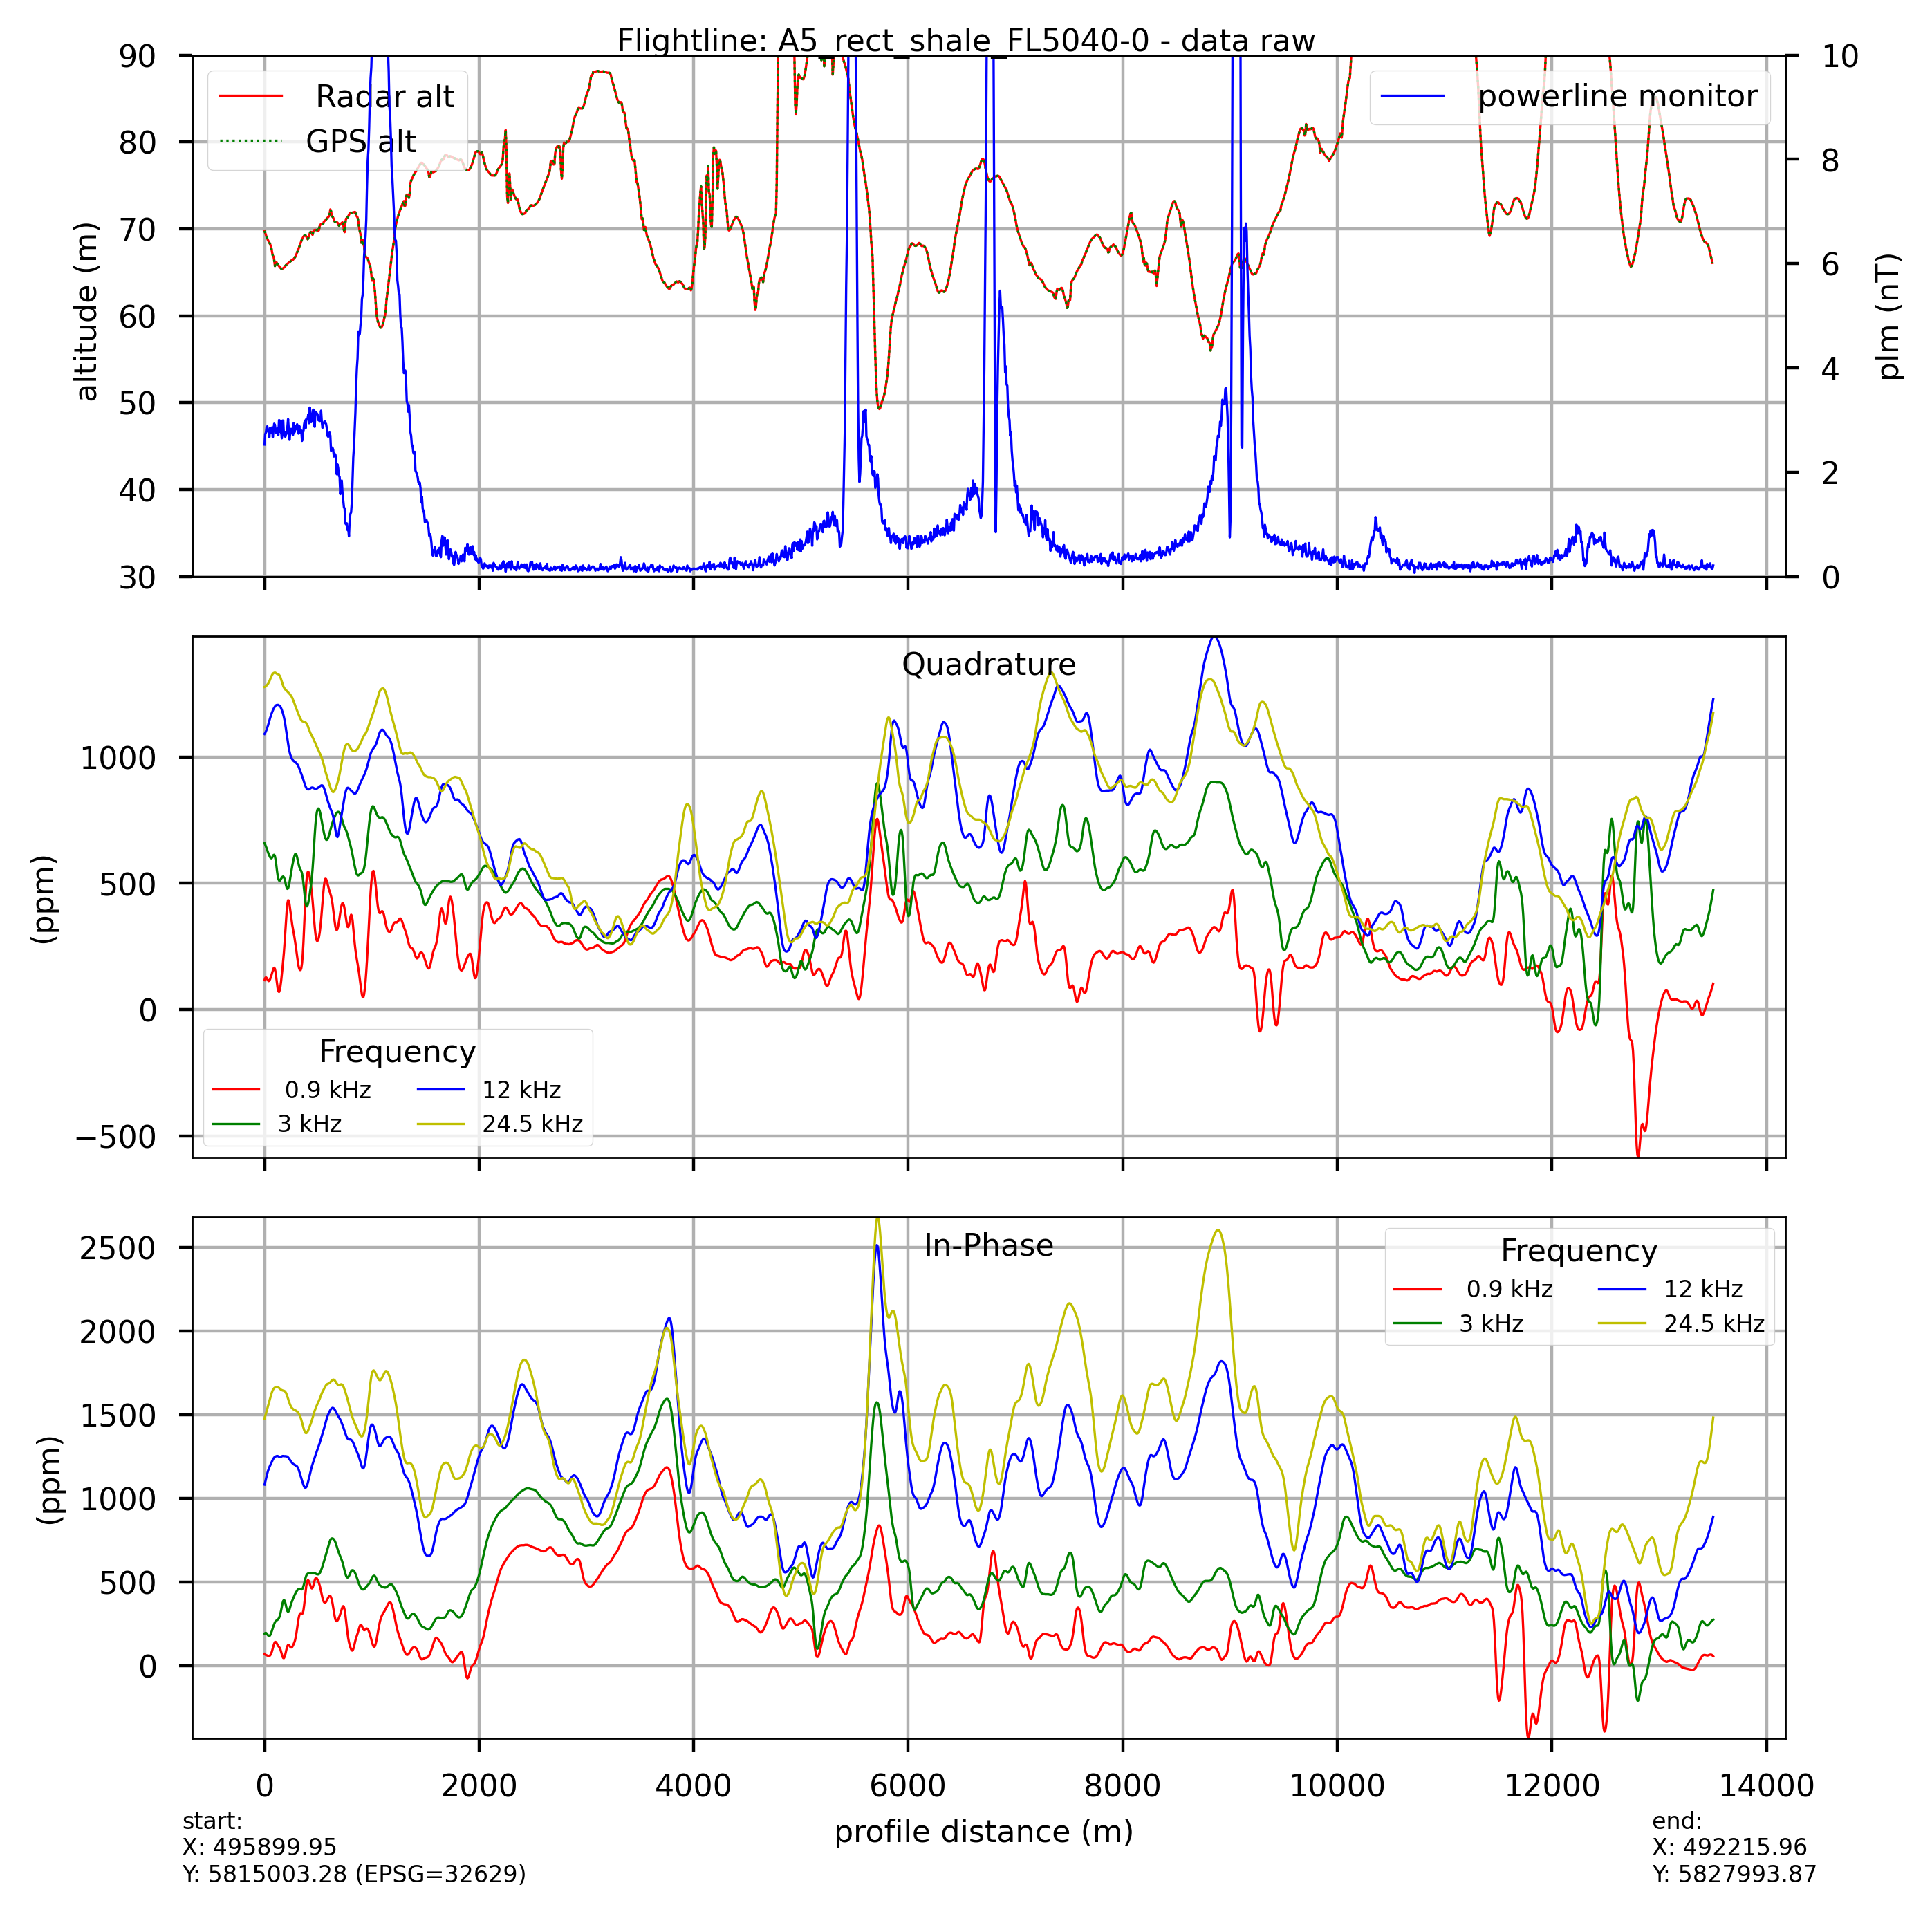 Flightline: A5_rect_shale_FL5040-0 - data raw
90
80
70
60
50
40
30
altitude (m)
Radar alt
GPS alt
powerline monitor
10
8
6
4
2
0
plm (nT)
Quadrature
1000
500
0
−500
(ppm)
Frequency
0.9 kHz
3 kHz
12 kHz
24.5 kHz
In-Phase
2500
2000
1500
1000
500
0
(ppm)
Frequency
0.9 kHz
3 kHz
12 kHz
24.5 kHz
0 2000 4000 6000 8000 10000 12000 14000
profile distance (m)
start:
X: 495899.95
Y: 5815003.28 (EPSG=32629)
end:
X: 492215.96
Y: 5827993.87